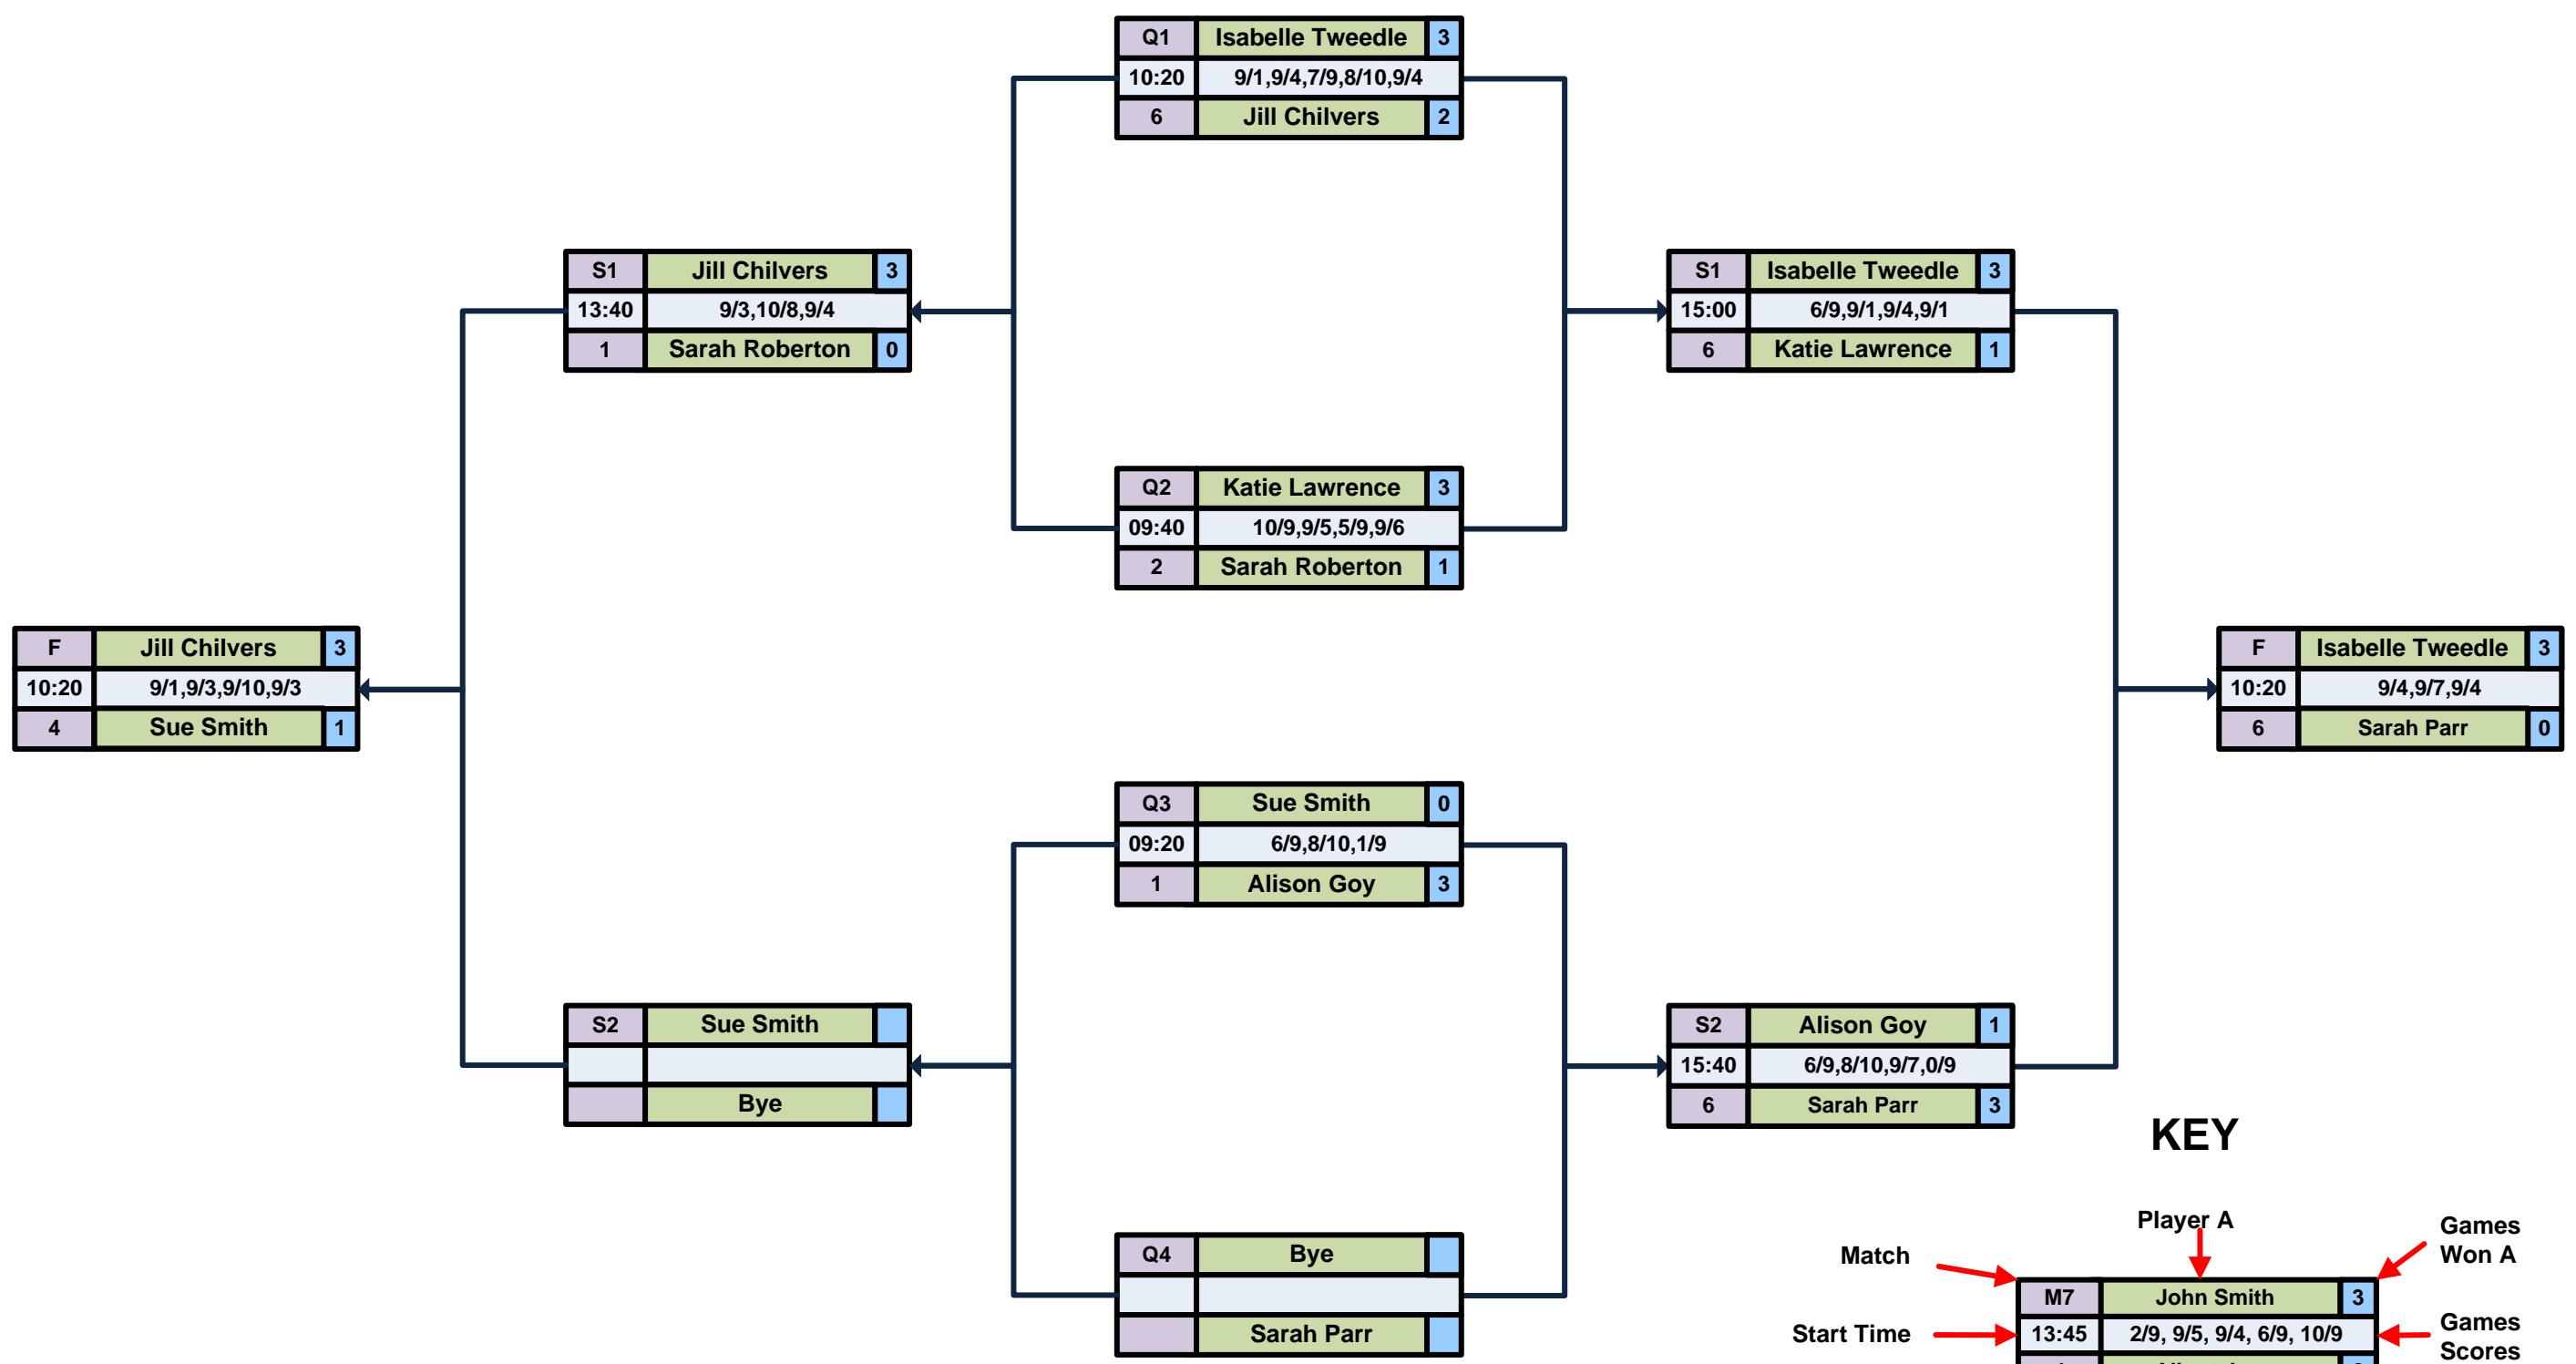 Q1 Isabelle Tweedle 3
10:20 9/1,9/4,7/9,8/10,9/4
6 Jill Chilvers 2
S1 Jill Chilvers 3
13:40 9/3,10/8,9/4
1 Sarah Roberton 0
S1 Isabelle Tweedle 3
15:00 6/9,9/1,9/4,9/1
6 Katie Lawrence 1
Q2 Katie Lawrence 3
09:40 10/9,9/5,5/9,9/6
2 Sarah Roberton 1
F Jill Chilvers 3
10:20 9/1,9/3,9/10,9/3
4 Sue Smith 1
F Isabelle Tweedle 3
10:20 9/4,9/7,9/4
6 Sarah Parr 0
Q3 Sue Smith 0
09:20 6/9,8/10,1/9
1 Alison Goy 3
S2 Sue Smith
Bye
S2 Alison Goy 1
15:40 6/9,8/10,9/7,0/9
6 Sarah Parr 3
Q4 Bye
Sarah Parr
KEY
Player A
Games
Won A
Match
M7 John Smith 3
Start Time
13:45 2/9, 9/5, 9/4, 6/9, 10/9
Games
Scores